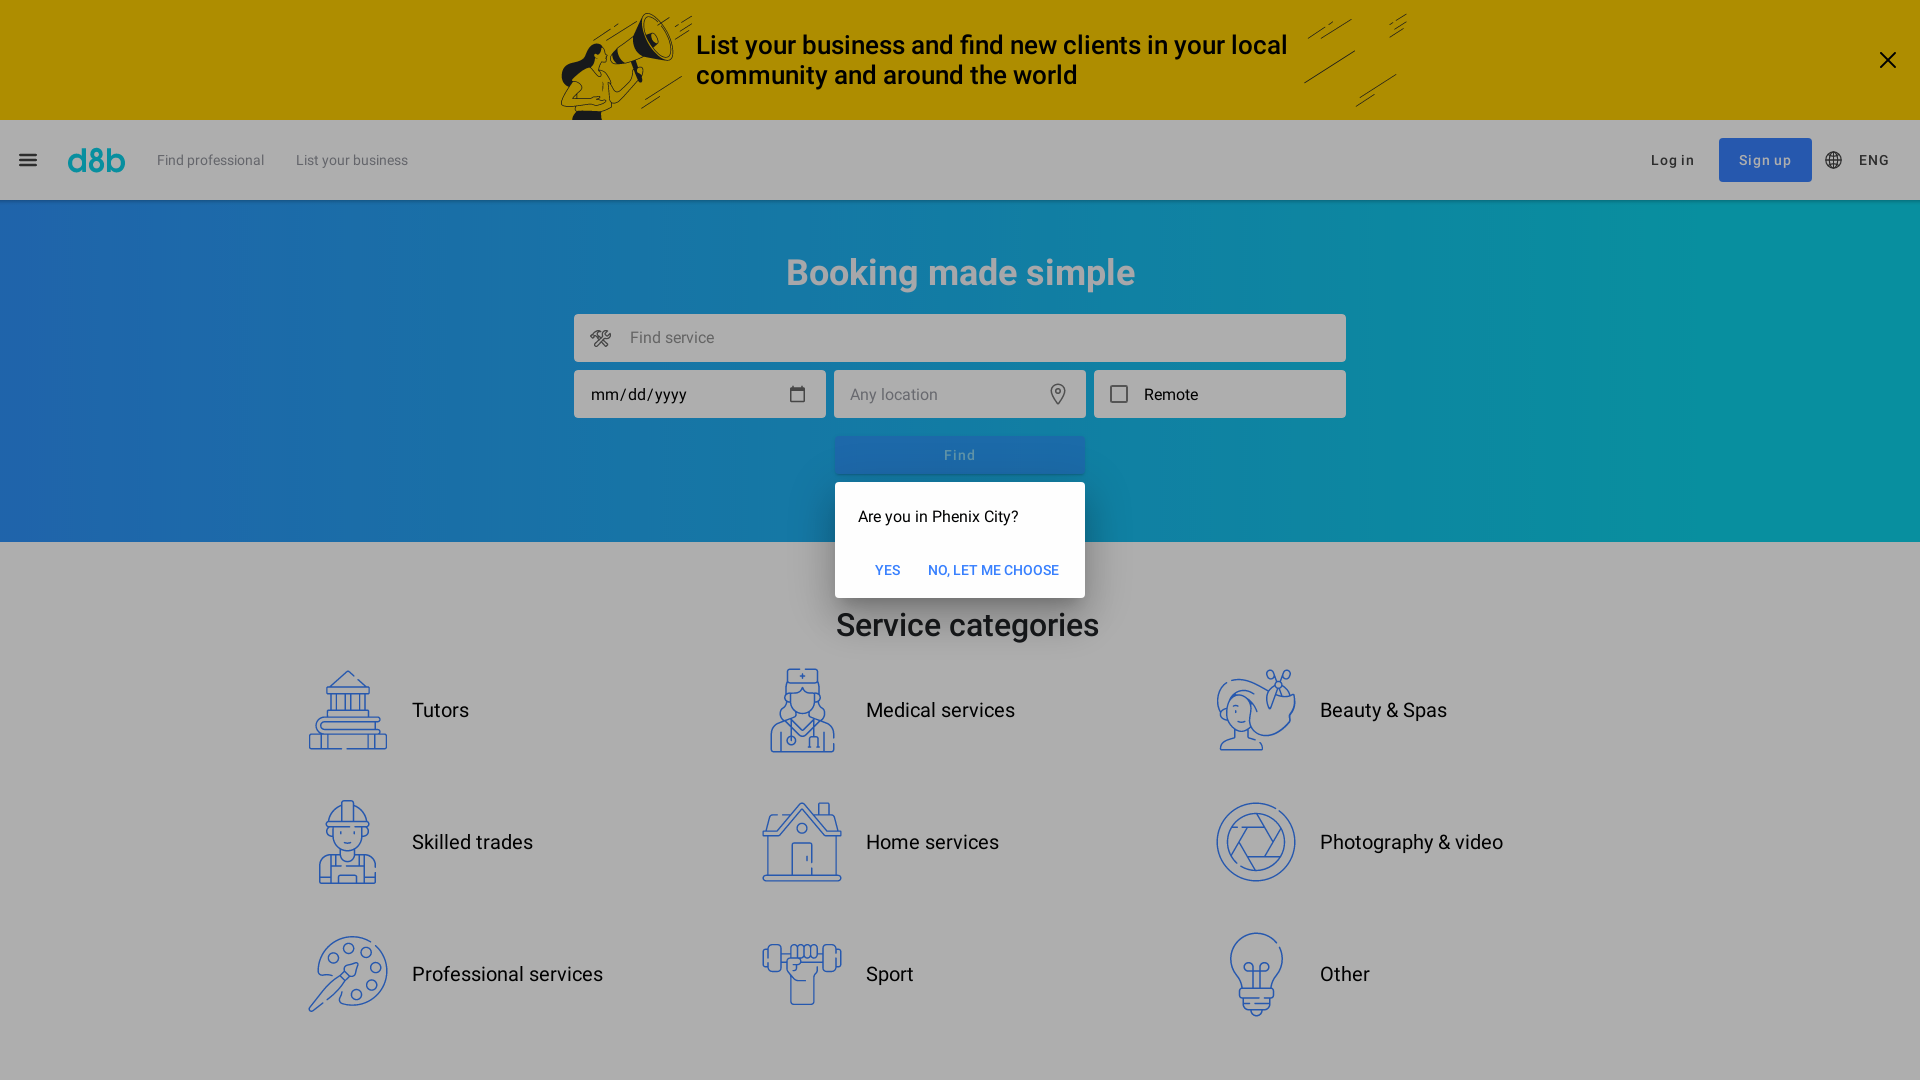 List your business and find new clients in your local
community and around the world
d8b
Find professional
List your business
Log in
Sign up
ENG
Booking made simple
Find service
mm/dd/yyyy
Any location
Remote
Find
Are you in Phenix City?
YES
NO, LET ME CHOOSE
Service categories
Tutors
Medical services
Beauty & Spas
Skilled trades
Home services
Photography & video
Professional services
Sport
Other